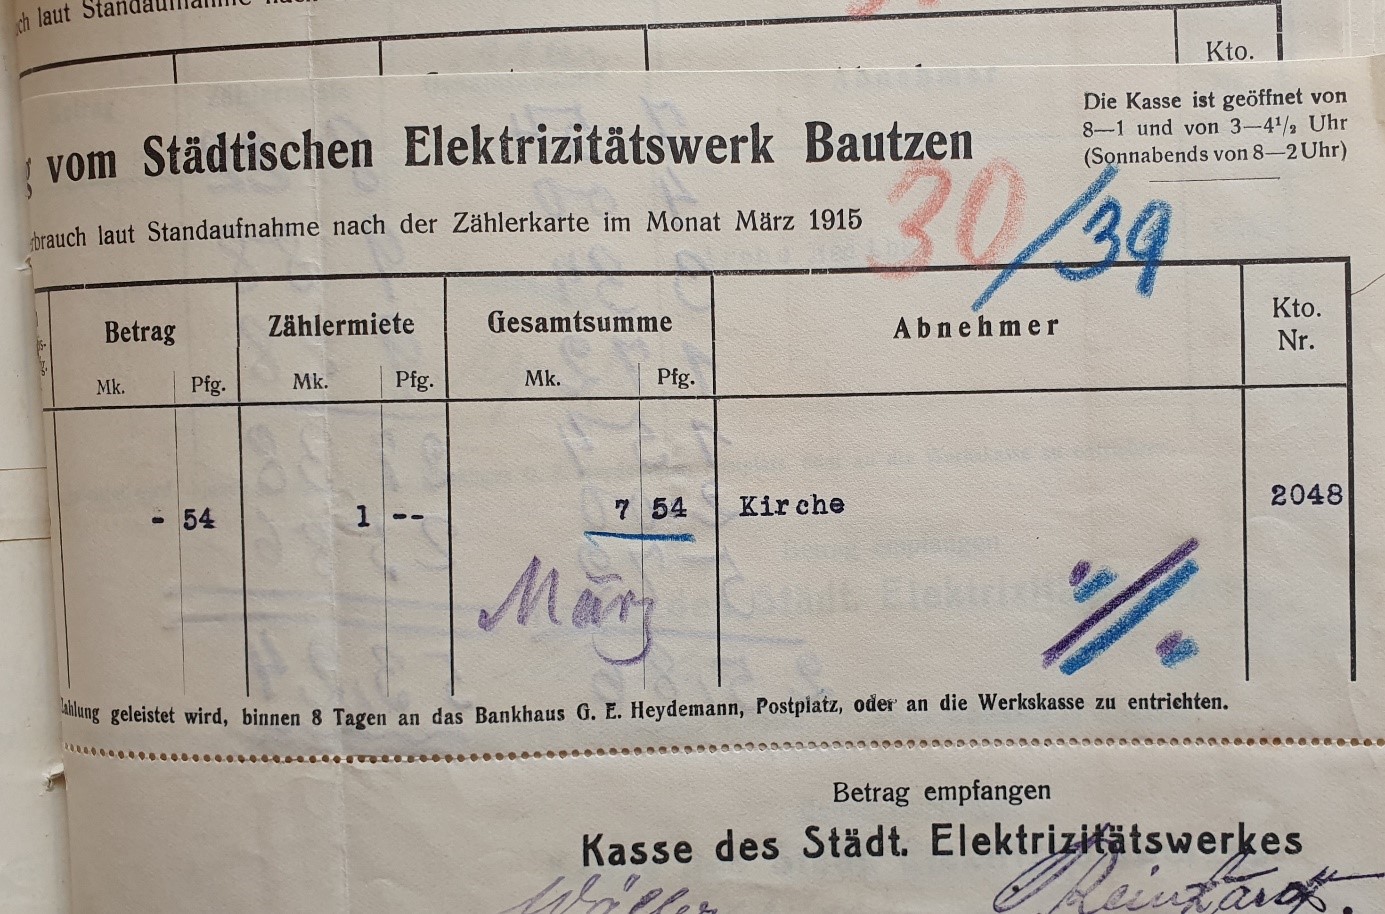 laut Standaufnahme
Kto.
Die Kasse ist geöffnet von
8—1 und von 3—4½ Uhr
(Sonnabends von 8—2 Uhr)
g vom Städtischen Elektrizitätswerk Bautzen
rbrauch laut Standaufnahme nach der Zählerkarte im Monat März 1915
30/39
Betrag Zählermiete Gesamtsumme Abnehmer Kto. Nr.
Mk. Pfg. Mk. Pfg. Mk. Pfg.
- 54 1 -- 7 54 Kirche 2048
März
Zahlung geleistet wird, binnen 8 Tagen an das Bankhaus G. E. Heydemann, Postplatz, oder an die Werkskasse zu entrichten.
Betrag empfangen
Kasse des Städt. Elektrizitätswerkes